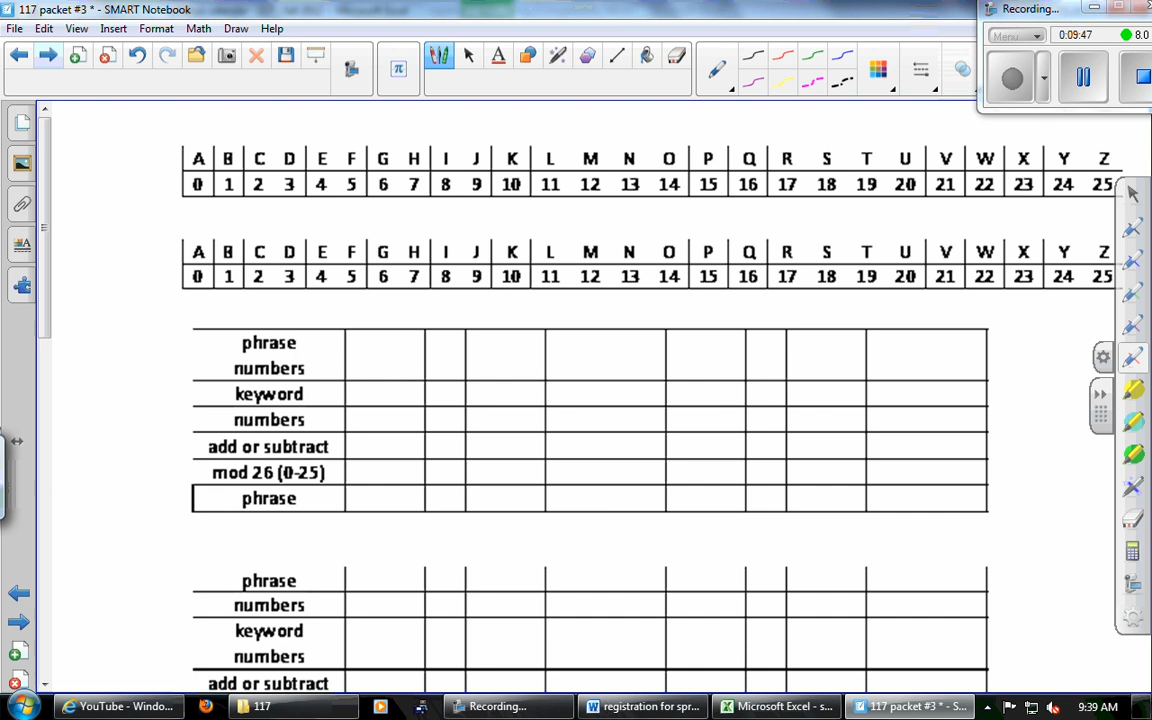 117 packet #3 * - SMART Notebook
Recording...
File Edit View Insert Format Math Draw Help
Menu
0:09:47
8.0
π
A
A B C D E F G H I J K L M N O P Q R S T U V W X Y Z
0 1 2 3 4 5 6 7 8 9 10 11 12 13 14 15 16 17 18 19 20 21 22 23 24 25
A B C D E F G H I J K L M N O P Q R S T U V W X Y Z
0 1 2 3 4 5 6 7 8 9 10 11 12 13 14 15 16 17 18 19 20 21 22 23 24 25
phrase
numbers
keyword
numbers
add or subtract
mod 26 (0-25)
phrase
phrase
numbers
keyword
numbers
add or subtract
YouTube - Windo...
117
Recording...
registration for spr...
Microsoft Excel - s...
117 packet #3 * - S...
9:39 AM